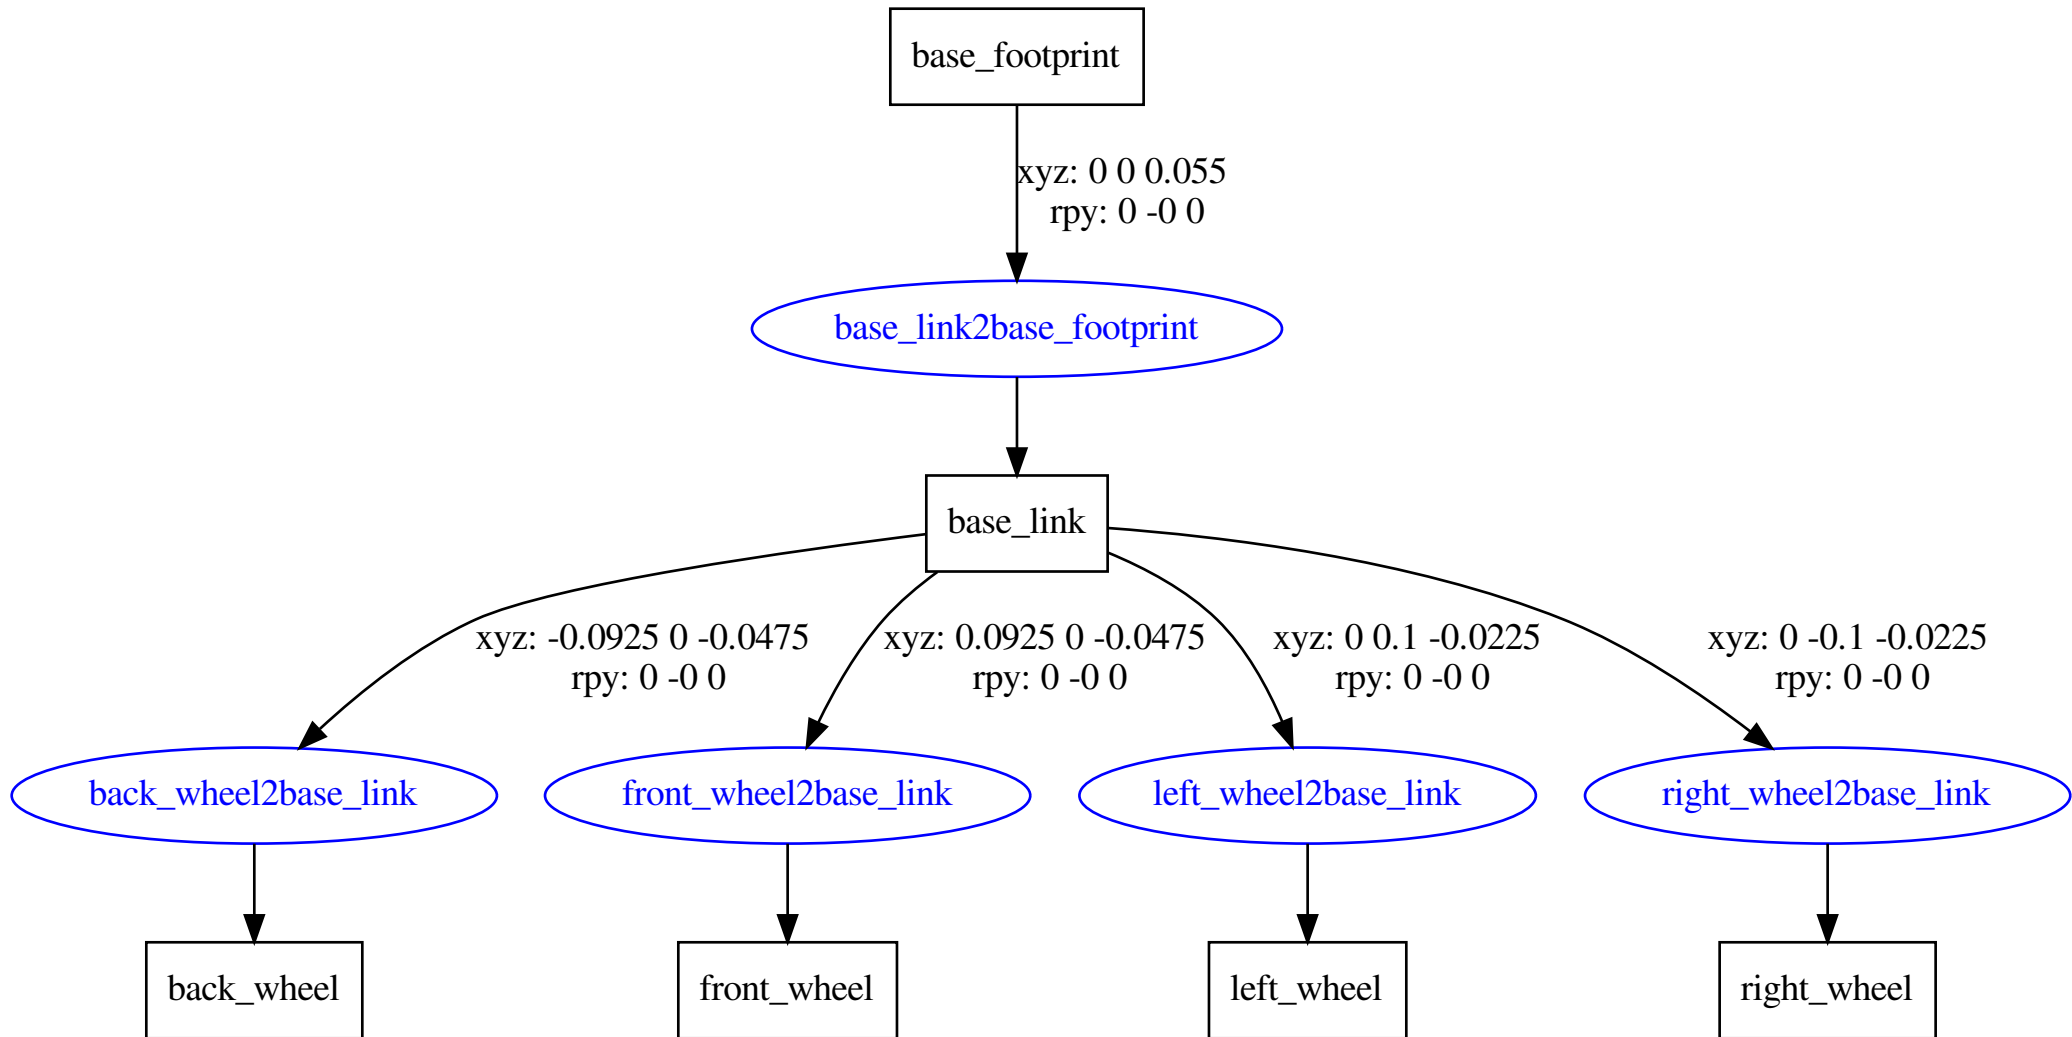 base_footprint
xyz: 0 0 0.055
rpy: 0 -0 0
base_link2base_footprint
base_link
xyz: -0.0925 0 -0.0475
rpy: 0 -0 0
xyz: 0.0925 0 -0.0475
rpy: 0 -0 0
xyz: 0 0.1 -0.0225
rpy: 0 -0 0
xyz: 0 -0.1 -0.0225
rpy: 0 -0 0
back_wheel2base_link
front_wheel2base_link
left_wheel2base_link
right_wheel2base_link
back_wheel
front_wheel
left_wheel
right_wheel